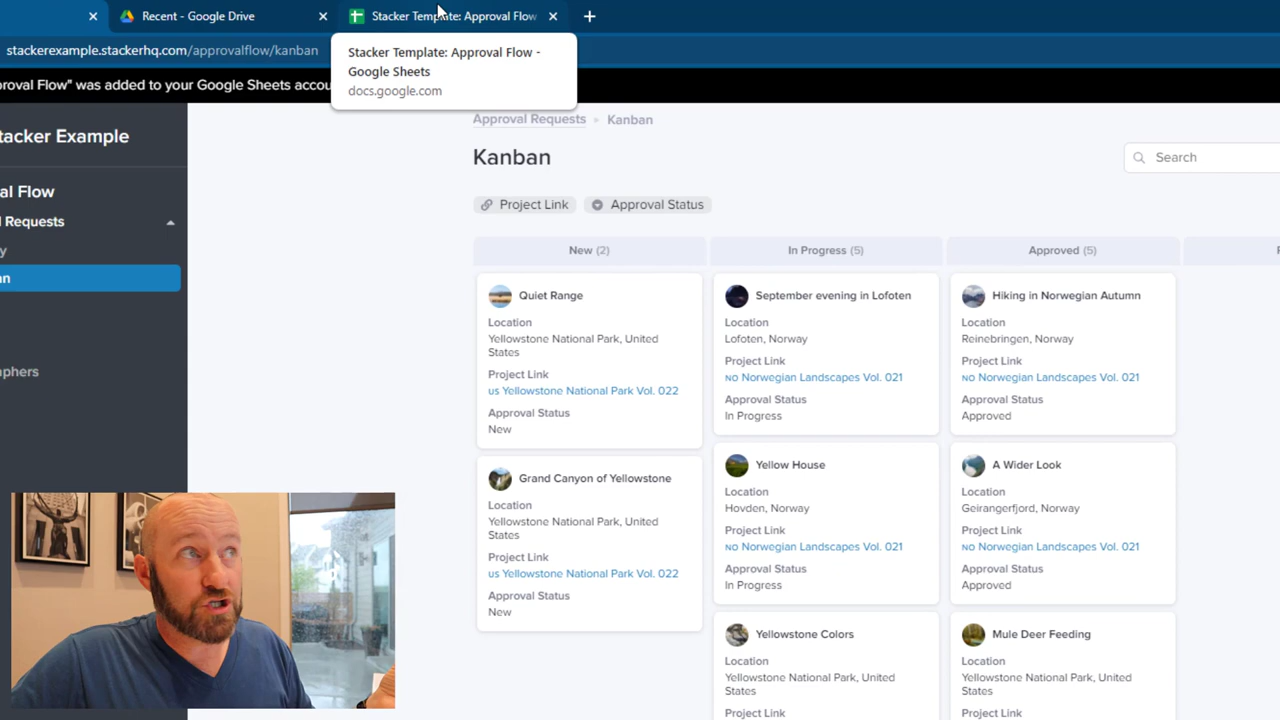 Recent - Google Drive
Stacker Template: Approval Flow
stackerexample.stackerhq.com/approvalflow/kanban
Stacker Template: Approval Flow -
Google Sheets
docs.google.com
proval Flow" was added to your Google Sheets accou
tacker Example
al Flow
l Requests
y
n
phers
Approval Requests
Kanban
Kanban
Search
Project Link
Approval Status
New (2)
In Progress (5)
Approved (5)
Quiet Range
Location
Yellowstone National Park, United
States
Project Link
us Yellowstone National Park Vol. 022
Approval Status
New
Grand Canyon of Yellowstone
Location
Yellowstone National Park, United
States
Project Link
us Yellowstone National Park Vol. 022
Approval Status
New
September evening in Lofoten
Location
Lofoten, Norway
Project Link
NO Norwegian Landscapes Vol. 021
Approval Status
In Progress
Yellow House
Location
Hovden, Norway
Project Link
NO Norwegian Landscapes Vol. 021
Approval Status
In Progress
Yellowstone Colors
Location
Yellowstone National Park, United
States
Project Link
Hiking in Norwegian Autumn
Location
Reinebringen, Norway
Project Link
NO Norwegian Landscapes Vol. 021
Approval Status
Approved
A Wider Look
Location
Geirangerfjord, Norway
Project Link
NO Norwegian Landscapes Vol. 021
Approval Status
Approved
Mule Deer Feeding
Location
Yellowstone National Park, United
States
Project Link